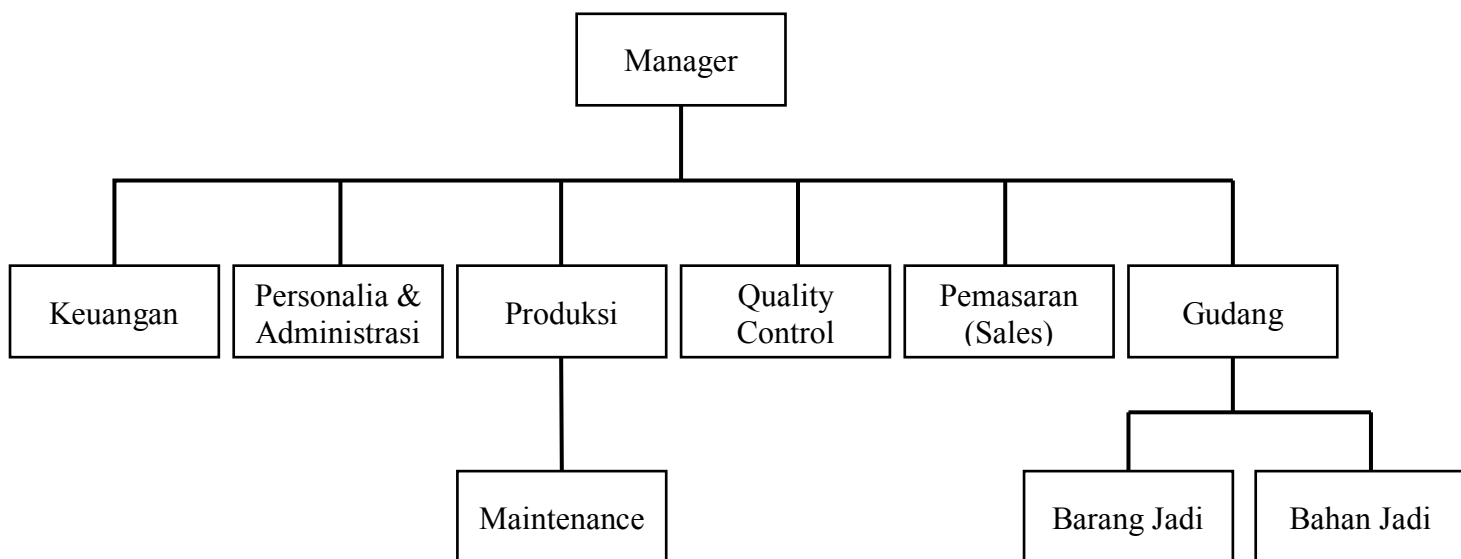 Manager
Keuangan
Personalia &
Administrasi
Produksi
Quality
Control
Pemasaran
(Sales)
Gudang
Maintenance
Barang Jadi
Bahan Jadi